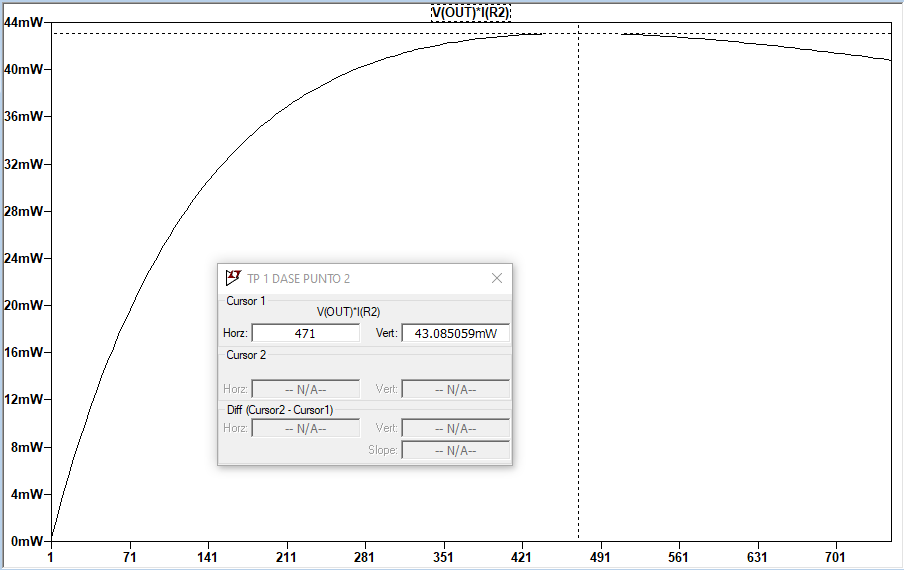 V(OUT)*I(R2)
44mW
40mW
36mW
32mW
28mW
24mW
20mW
16mW
12mW
8mW
4mW
0mW
TP 1 DASE PUNTO 2
Cursor 1
V(OUT)*I(R2)
Horz: 471 Vert: 43.085059mW
Cursor 2
Horz: -- N/A-- Vert: -- N/A--
Diff (Cursor2 - Cursor1)
Horz: -- N/A-- Vert: -- N/A--
Slope: -- N/A--
1 71 141 211 281 351 421 491 561 631 701